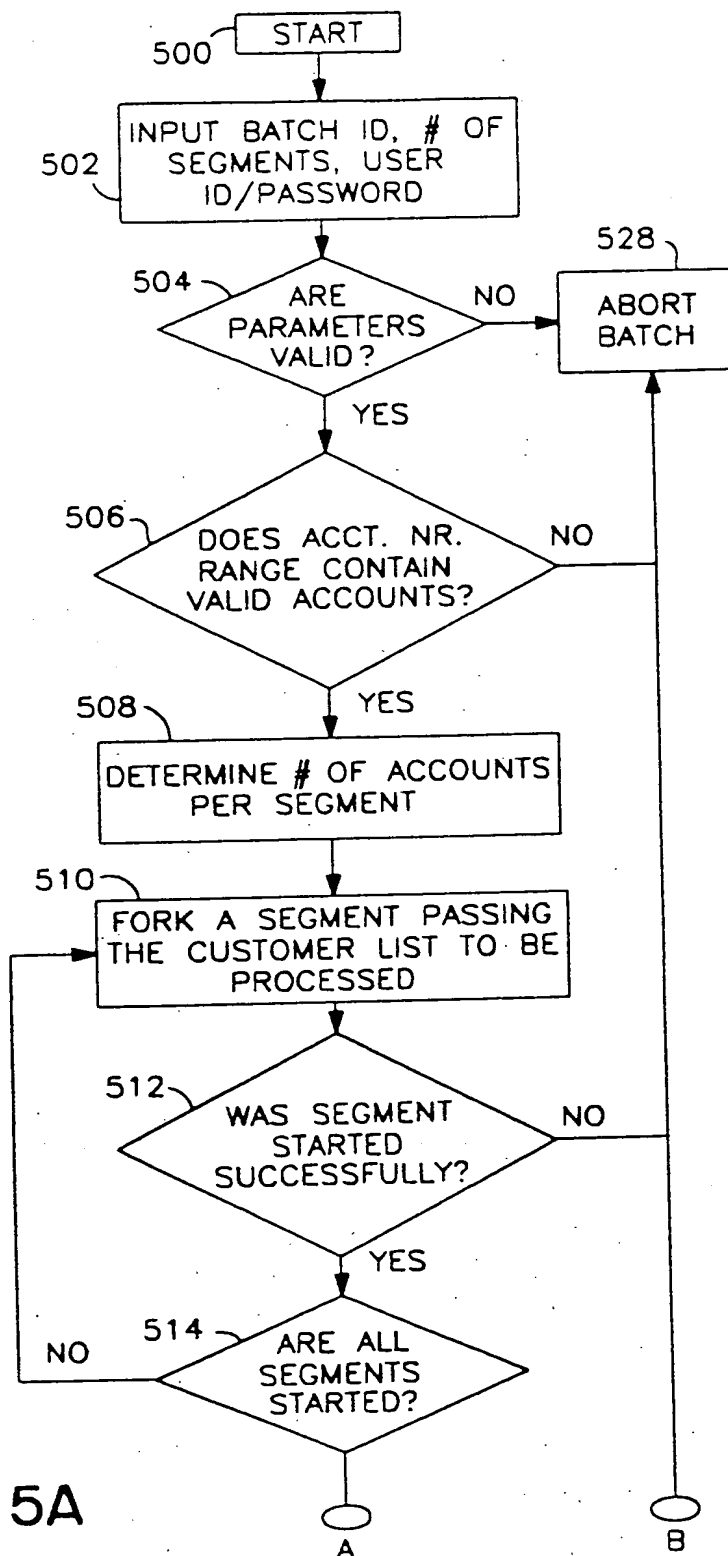 500
START
502
INPUT BATCH ID, # OF
SEGMENTS, USER
ID/PASSWORD
504
ARE
PARAMETERS
VALID?
NO
528
ABORT
BATCH
YES
506
DOES ACCT. NR.
RANGE CONTAIN
VALID ACCOUNTS?
NO
YES
508
DETERMINE # OF ACCOUNTS
PER SEGMENT
510
FORK A SEGMENT PASSING
THE CUSTOMER LIST TO BE
PROCESSED
512
WAS SEGMENT
STARTED
SUCCESSFULLY?
NO
YES
514
NO
ARE ALL
SEGMENTS
STARTED?
5A
A
B